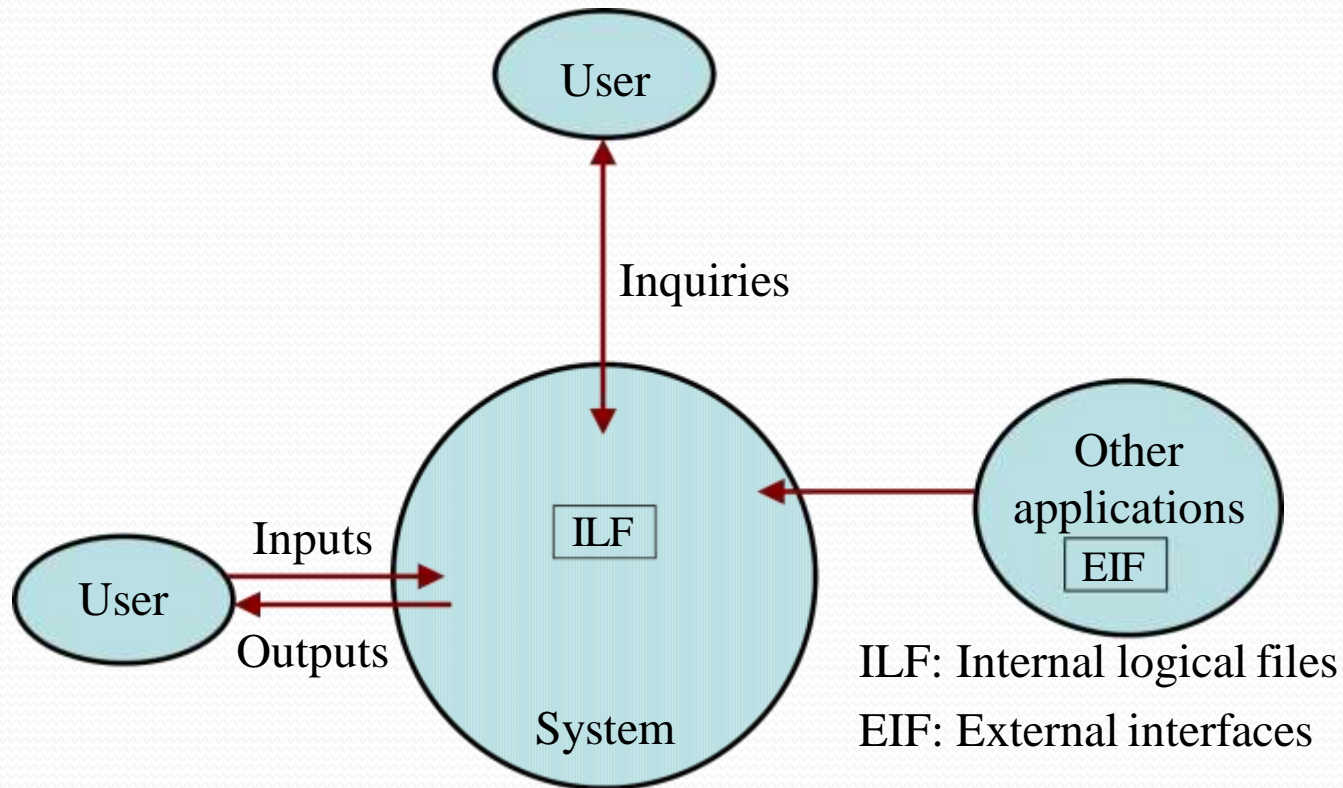 User
Inquiries
Other
applications
EIF
ILF
Inputs
User
Outputs
System
ILF: Internal logical files
EIF: External interfaces